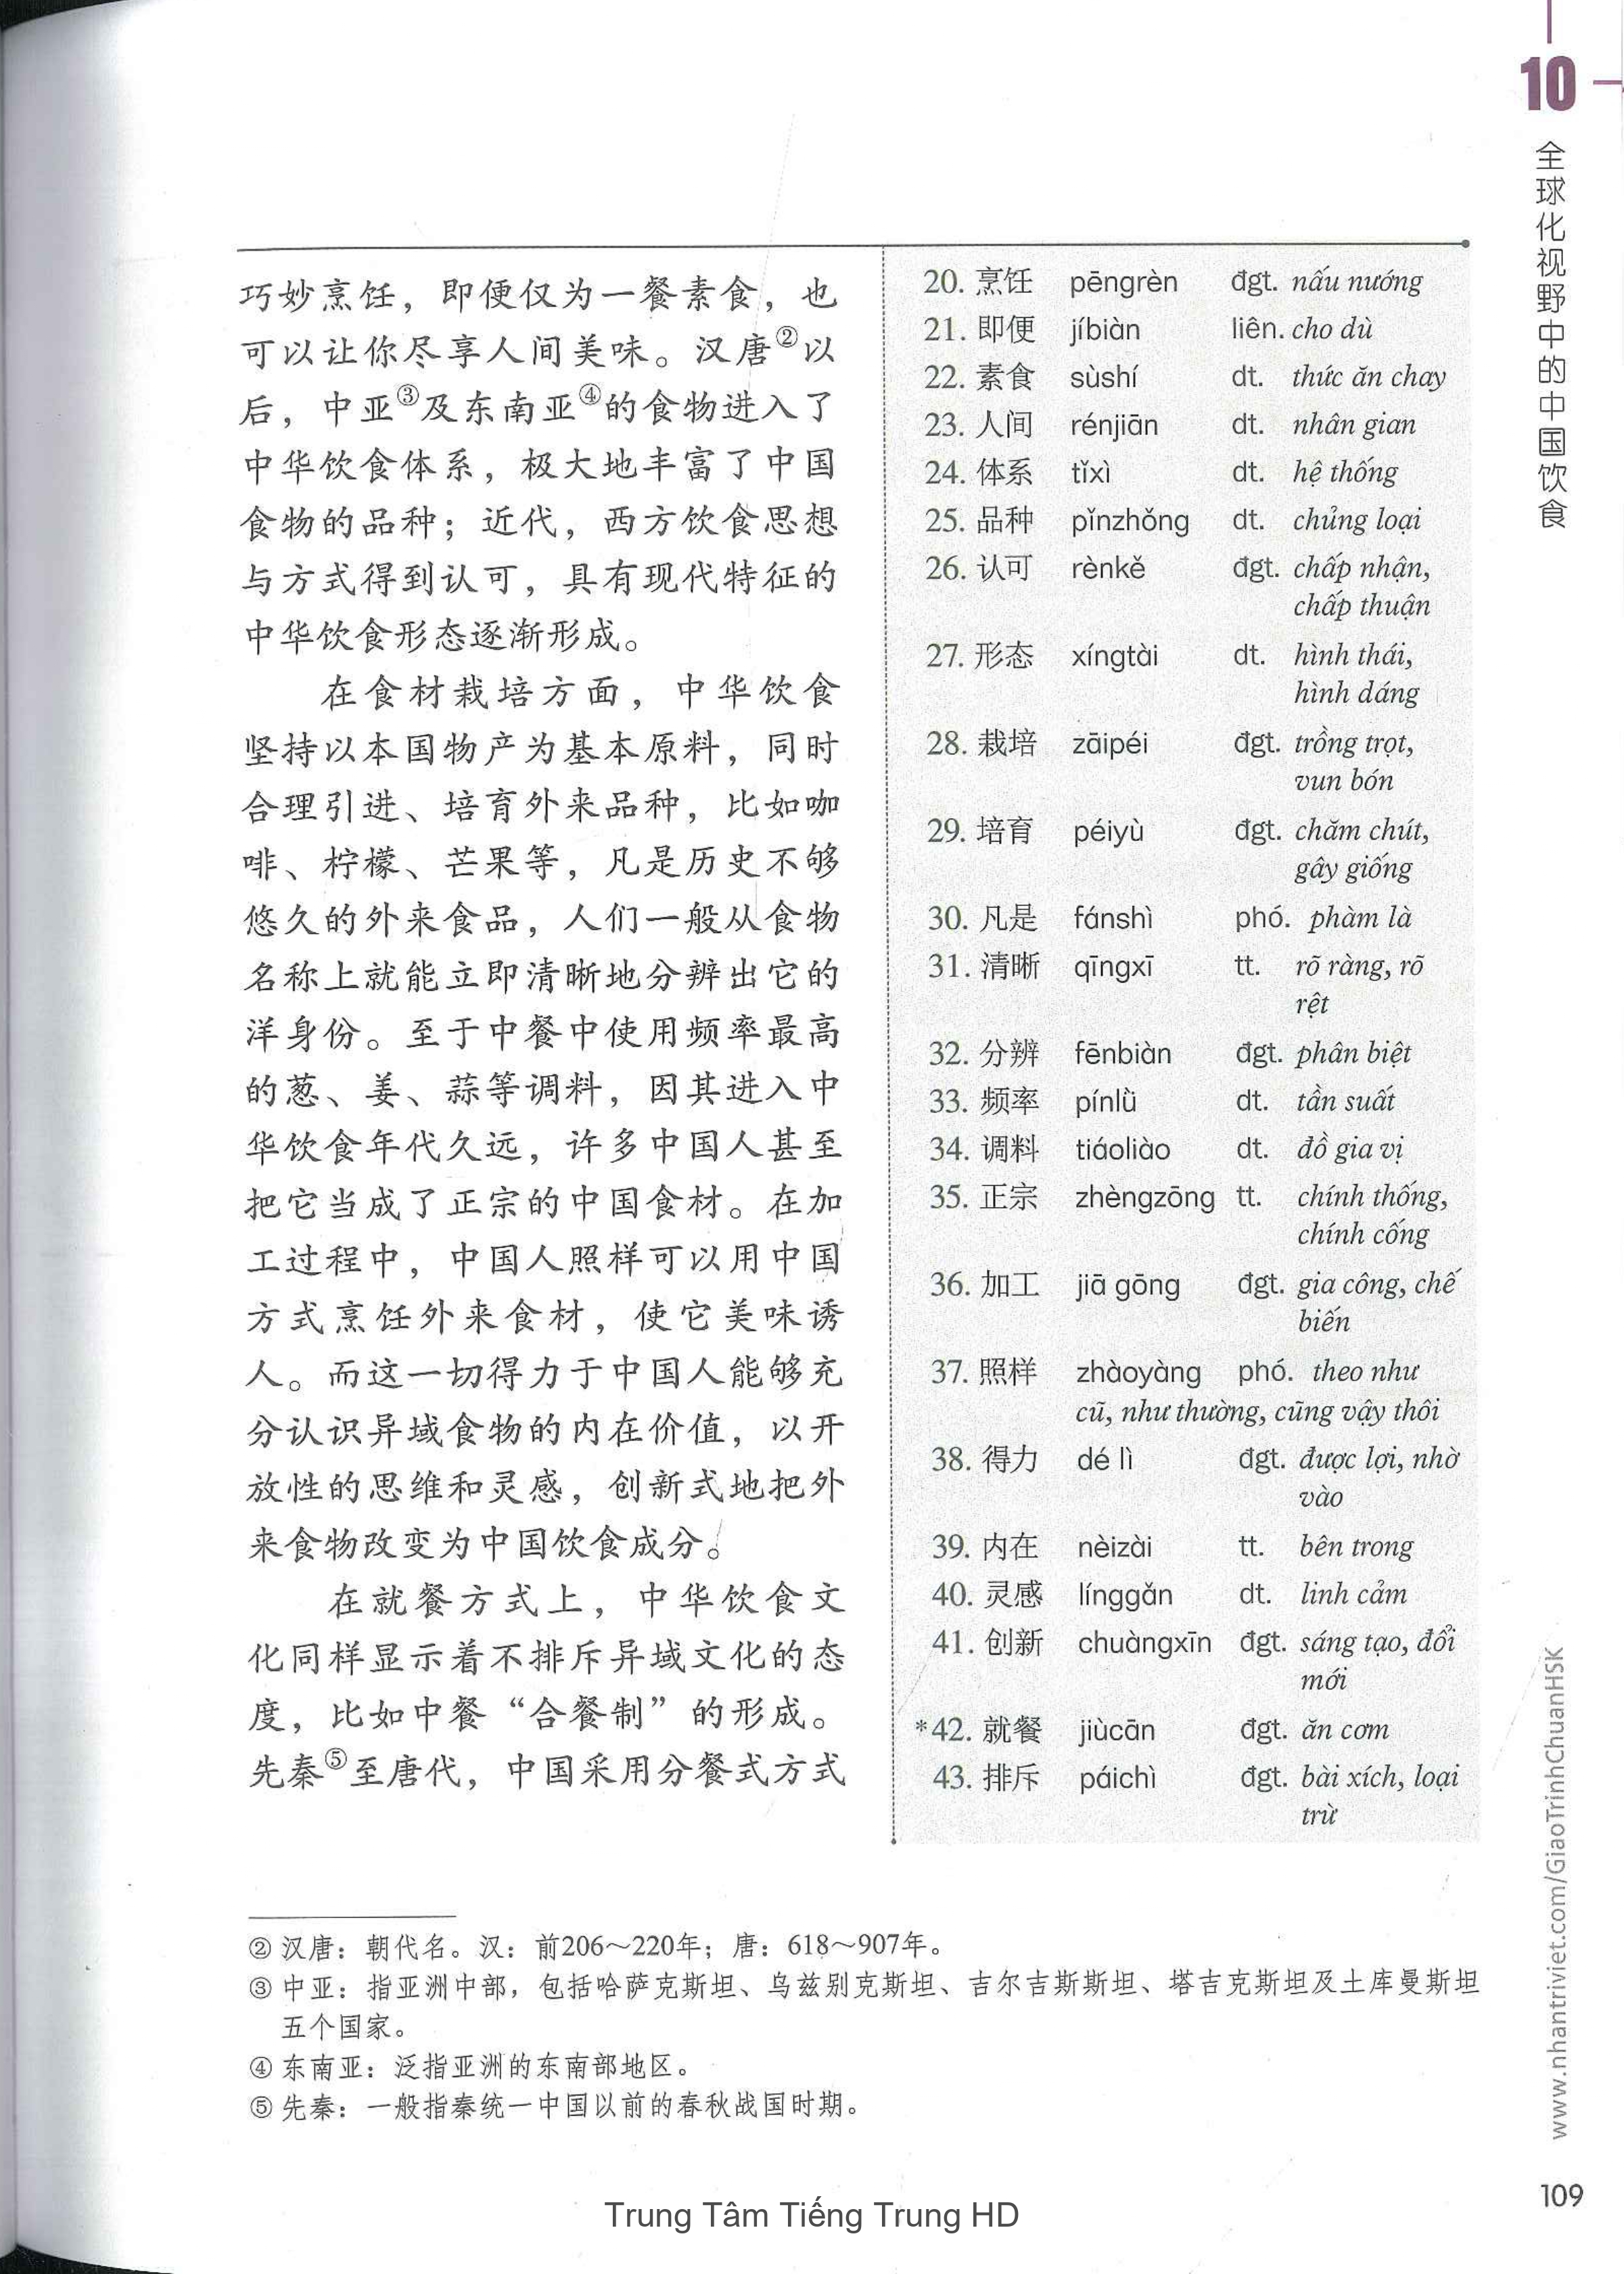 10
全球化视野中的中国饮食
巧妙烹饪，即便仅为一餐素食，也
可以让你尽享人间美味。汉唐②以
后，中亚③及东南亚④的食物进入了
中华饮食体系，极大地丰富了中国
食物的品种；近代，西方饮食思想
与方式得到认可，具有现代特征的
中华饮食形态逐渐形成。
在食材栽培方面，中华饮食
坚持以本国物产为基本原料，同时
合理引进、培育外来品种，比如咖
啡、柠檬、芒果等，凡是历史不够
悠久的外来食品，人们一般从食物
名称上就能立即清晰地分辨出它的
洋身份。至于中餐中使用频率最高
的葱、姜、蒜等调料，因其进入中
华饮食年代久远，许多中国人甚至
把它当成了正宗的中国食材。在加
工过程中，中国人照样可以用中国
方式烹饪外来食材，使它美味诱
人。而这一切得力于中国人能够充
分认识异域食物的内在价值，以开
放性的思维和灵感，创新式地把外
来食物改变为中国饮食成分。
在就餐方式上，中华饮食文
化同样显示着不排斥异域文化的态
度，比如中餐“合餐制”的形成。
先秦⑤至唐代，中国采用分餐式方式
20. 烹饪 pēngrèn đgt. nấu nướng
21. 即便 jíbiàn liên. cho dù
22. 素食 sùshí dt. thức ăn chay
23. 人间 rénjiān dt. nhân gian
24. 体系 tǐxì dt. hệ thống
25. 品种 pǐnzhǒng dt. chủng loại
26. 认可 rènkě đgt. chấp nhận,
chấp thuận
27. 形态 xíngtài dt. hình thái,
hình dáng
28. 栽培 zāipéi đgt. trồng trọt,
vun bón
29. 培育 péiyù đgt. chăm chút,
gây giống
30. 凡是 fánshì phó. phàm là
31. 清晰 qīngxī tt. rõ ràng, rõ
rệt
32. 分辨 fēnbiàn đgt. phân biệt
33. 频率 pínlǜ dt. tần suất
34. 调料 tiáoliào dt. đồ gia vị
35. 正宗 zhèngzōng tt. chính thống,
chính cống
36. 加工 jiā gōng đgt. gia công, chế
biến
37. 照样 zhàoyàng phó. theo như
cũ, như thường, cũng vậy thôi
38. 得力 dé lì đgt. được lợi, nhờ
vào
39. 内在 nèizài tt. bên trong
40. 灵感 línggǎn dt. linh cảm
41. 创新 chuàngxīn đgt. sáng tạo, đổi
mới
*42. 就餐 jiùcān đgt. ăn cơm
43. 排斥 páichì đgt. bài xích, loại
trừ
② 汉唐：朝代名。汉：前206～220年；唐：618～907年。
③ 中亚：指亚洲中部，包括哈萨克斯坦、乌兹别克斯坦、吉尔吉斯斯坦、塔吉克斯坦及土库曼斯坦
五个国家。
④ 东南亚：泛指亚洲的东南部地区。
⑤ 先秦：一般指秦统一中国以前的春秋战国时期。
www.nhantriviet.com/GiaoTrinhChuanHSK
109
Trung Tâm Tiếng Trung HD